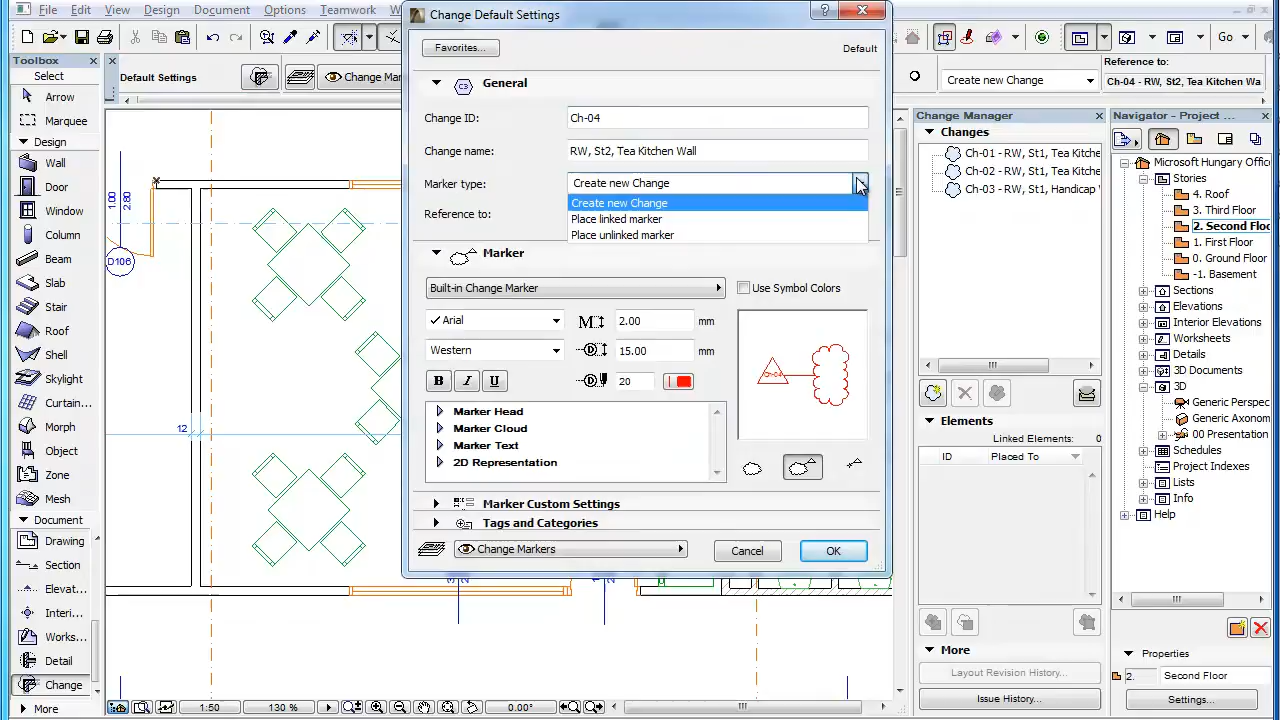 File Edit View Design Document Options Teamwork
Change Default Settings
?
Toolbox
Select
Arrow
Marquee
Design
Wall
Door
Window
Column
Beam
Slab
Stair
Roof
Shell
Skylight
Curtain...
Morph
Object
Zone
Mesh
Document
Drawing
Section
Elevat...
Interi...
Works...
Detail
Change
More
Default Settings
Change Mar
1.00
2.80
D106
12
1:50
130 %
0.00°
Favorites...
Default
General
Change ID:
Ch-04
Change name:
RW, St2, Tea Kitchen Wall
Marker type:
Create new Change
Create new Change
Place linked marker
Place unlinked marker
Reference to:
Marker
Built-in Change Marker
Use Symbol Colors
Arial
2.00 mm
Western
15.00 mm
B I U
20
Ch-04
Marker Head
Marker Cloud
Marker Text
2D Representation
Marker Custom Settings
Tags and Categories
Change Markers
Cancel
OK
Go
Create new Change
Reference to:
Ch-04 - RW, St2, Tea Kitchen Wa
Change Manager
Changes
Ch-01 - RW, St1, Tea Kitche
Ch-02 - RW, St1, Tea Kitche
Ch-03 - RW, St1, Handicap
Elements
Linked Elements: 0
ID
Placed To
More
Layout Revision History...
Issue History...
Navigator - Project ...
Microsoft Hungary Office
Stories
4. Roof
3. Third Floor
2. Second Floo
1. First Floor
0. Ground Floor
-1. Basement
Sections
Elevations
Interior Elevations
Worksheets
Details
3D Documents
3D
Generic Perspec
Generic Axonom
00 Presentation
Schedules
Project Indexes
Lists
Info
Help
Properties
2.
Second Floor
Settings...